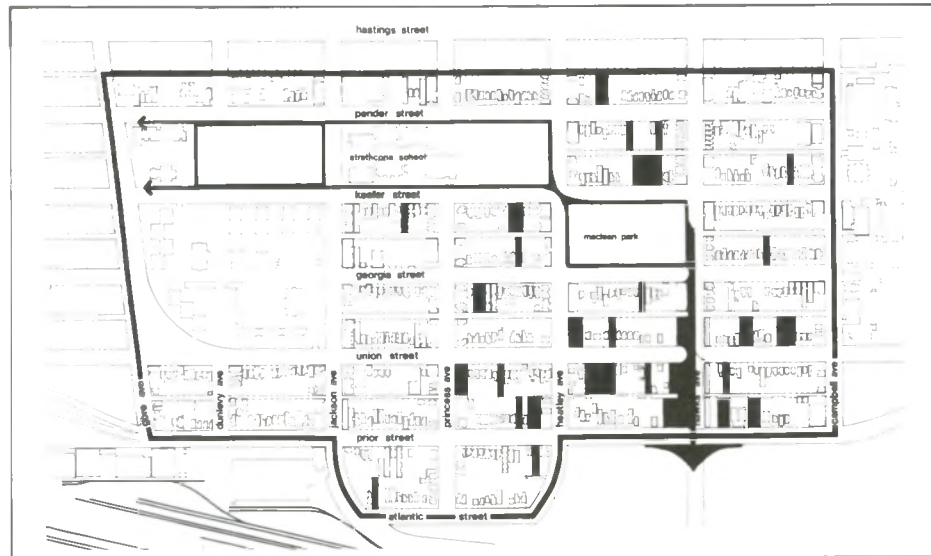 hastings street
pender street
strathcona school
keefer street
maclean park
georgia street
union street
gore ave
dunlevy ave
jackson ave
princess ave
heatley ave
campbell ave
prior street
atlantic street